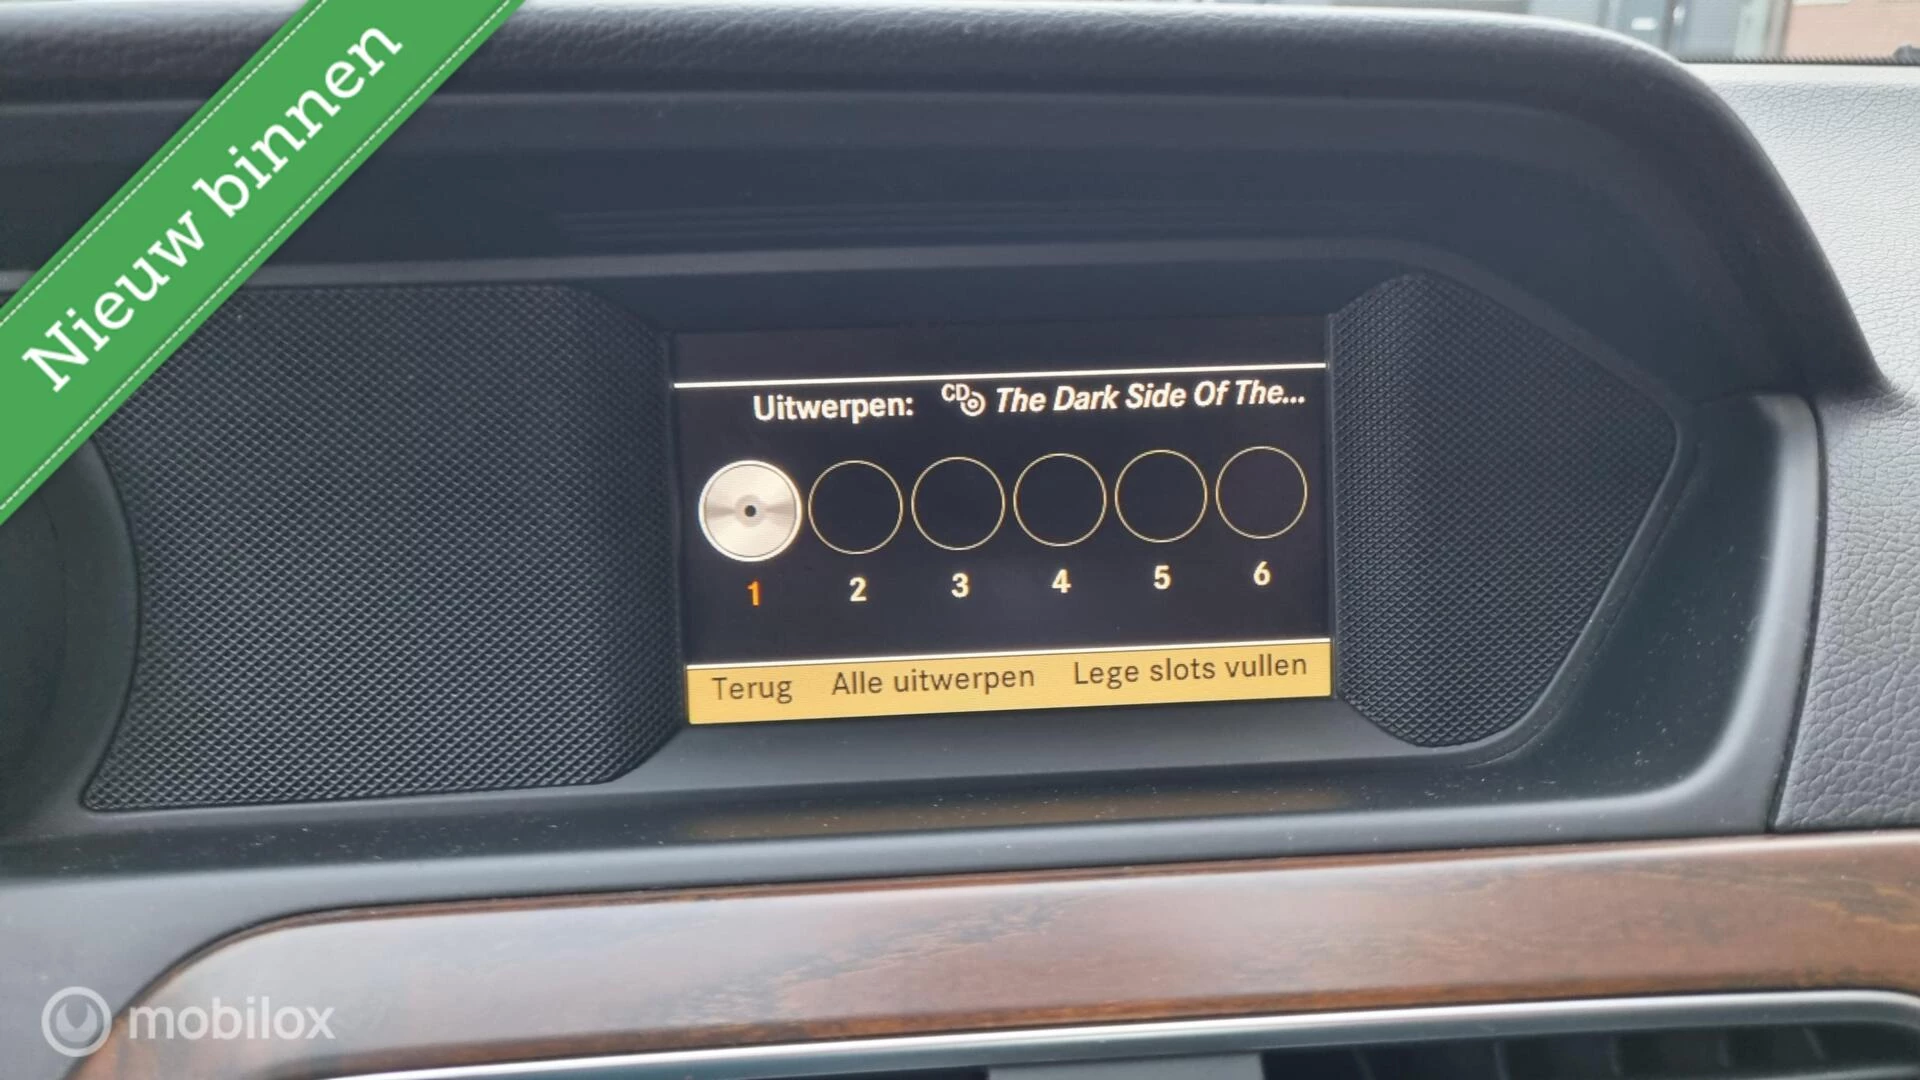 Nieuw binnen
Uitwerpen: CD The Dark Side Of The...
1 2 3 4 5 6
Terug Alle uitwerpen Lege slots vullen
mobilox